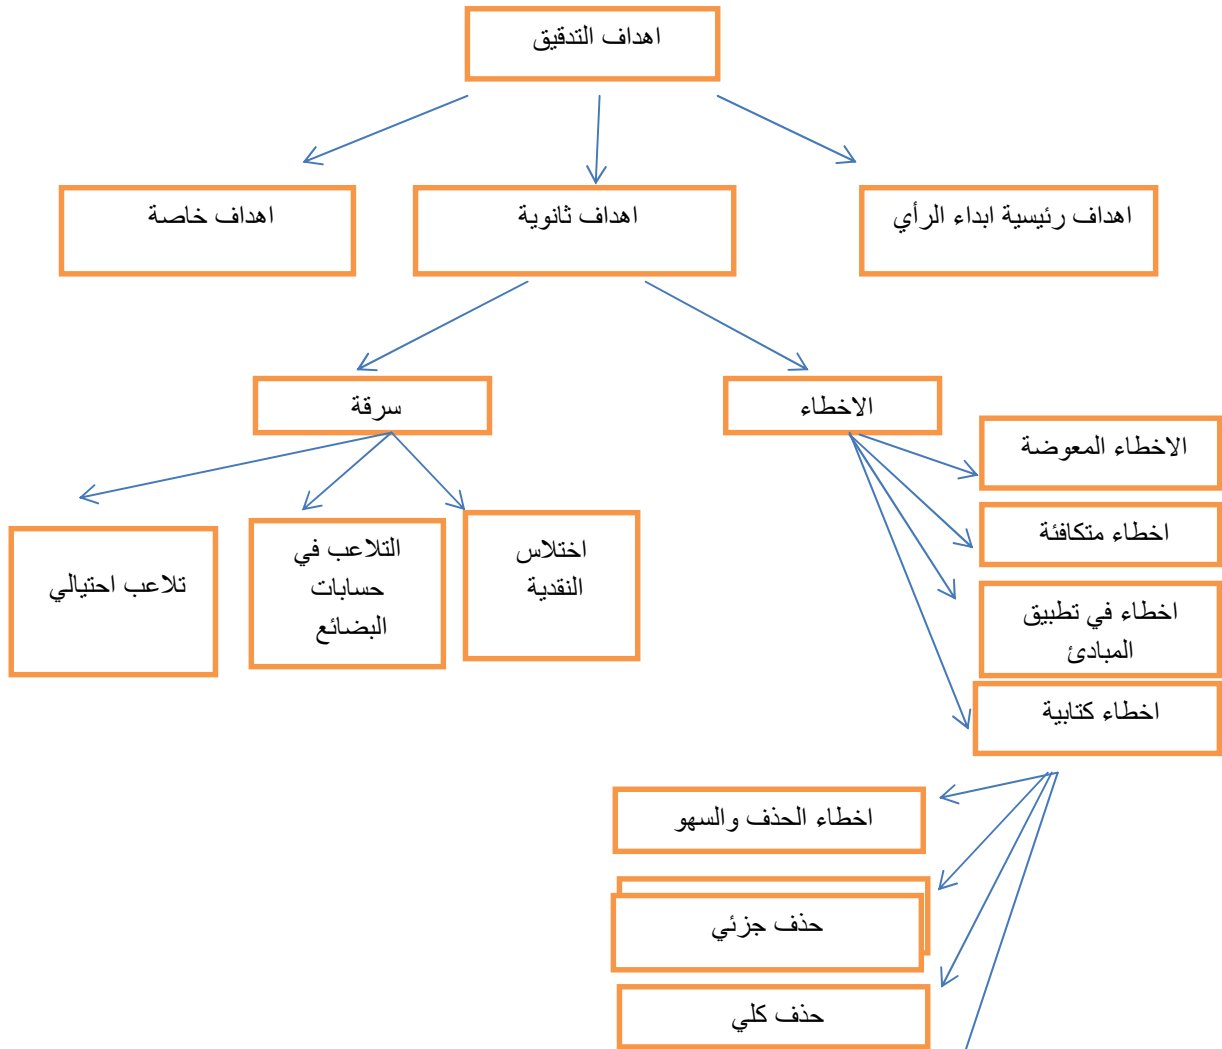 اهداف التدقيق
اهداف رئيسية ابداء الرأي
اهداف ثانوية
اهداف خاصة
الاخطاء
سرقة
الاخطاء المعوضة
اخطاء متكافئة
اخطاء في تطبيق
المبادئ
اخطاء كتابية
اختلاس
النقدية
التلاعب في
حسابات
البضائع
تلاعب احتيالي
اخطاء الحذف والسهو
حذف جزئي
حذف كلي